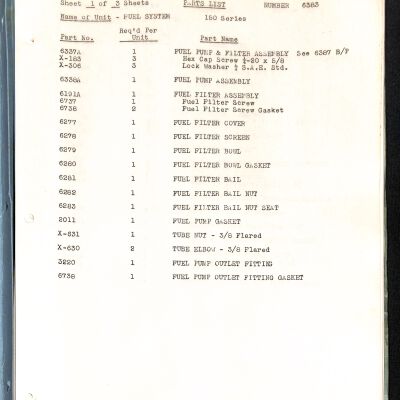 Sheet 1 of 3 Sheets PARTS LIST NUMBER 6383
Name of Unit - FUEL SYSTEM 150 Series
Part No. Req'd Per Unit Part Name
6337A 1 FUEL PUMP & FILTER ASSEMBLY See 6387 B/F
X-183 3 Hex Cap Screw ¼-20 x 5/8
X-306 3 Lock Washer ¼ S.A.E. Std.
6338A 1 FUEL PUMP ASSEMBLY
6191A 1 FUEL FILTER ASSEMBLY
6737 1 Fuel Filter Screw
6738 2 Fuel Filter Screw Gasket
6277 1 FUEL FILTER COVER
6278 1 FUEL FILTER SCREEN
6279 1 FUEL FILTER BOWL
6280 1 FUEL FILTER BOWL GASKET
6281 1 FUEL FILTER BAIL
6282 1 FUEL FILTER BAIL NUT
6283 1 FUEL FILTER BAIL NUT SEAT
2011 1 FUEL PUMP GASKET
X-631 1 TUBE NUT - 3/8 Flared
X-630 2 TUBE ELBOW - 3/8 Flared
3220 1 FUEL PUMP OUTLET FITTING
6738 1 FUEL PUMP OUTLET FITTING GASKET